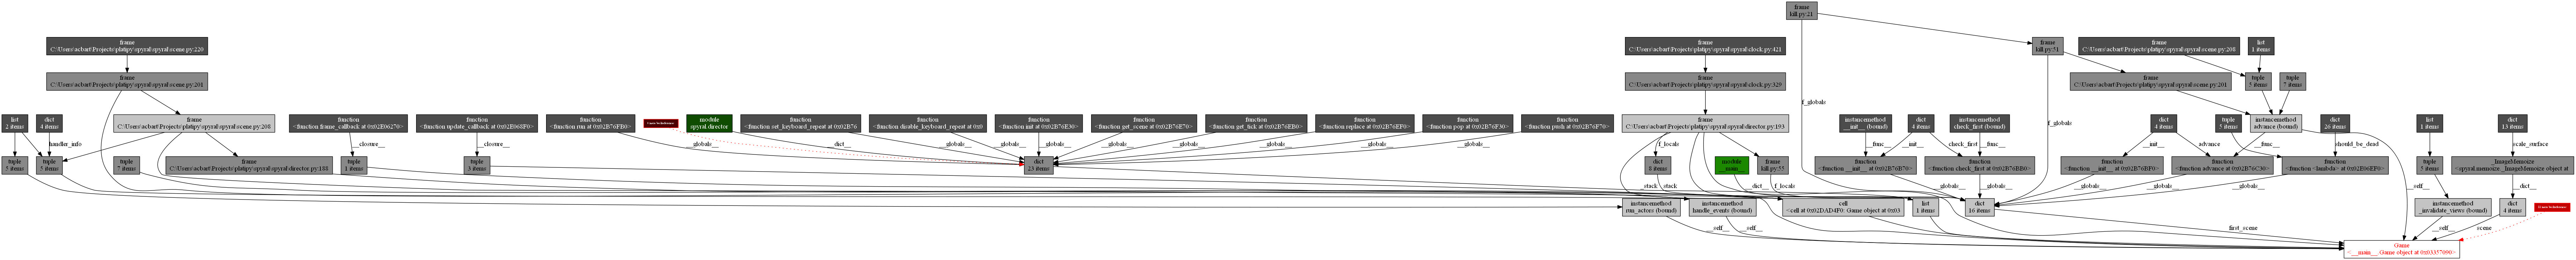 frame
kill.py:21
frame
C:\Users\acbart\Projects\platipy\spyral\spyral\scene.py:220
frame
C:\Users\acbart\Projects\platipy\spyral\spyral\clock.py:421
frame
kill.py:51
frame
C:\Users\acbart\Projects\platipy\spyral\spyral\scene.py:208
list
1 items
frame
C:\Users\acbart\Projects\platipy\spyral\spyral\scene.py:201
frame
C:\Users\acbart\Projects\platipy\spyral\spyral\clock.py:329
frame
C:\Users\acbart\Projects\platipy\spyral\spyral\scene.py:201
tuple
5 items
tuple
7 items
f_globals
f_globals
list
2 items
dict
4 items
frame
C:\Users\acbart\Projects\platipy\spyral\spyral\scene.py:208
function
<function frame_callback at 0x02E06270>
function
<function update_callback at 0x02E068F0>
function
<function run at 0x02B76FB0>
module
spyral.director
function
<function set_keyboard_repeat at 0x02B76
function
<function disable_keyboard_repeat at 0x0
function
<function init at 0x02B76E30>
function
<function get_scene at 0x02B76E70>
function
<function get_tick at 0x02B76EB0>
function
<function replace at 0x02B76EF0>
function
<function pop at 0x02B76F30>
function
<function push at 0x02B76F70>
frame
C:\Users\acbart\Projects\platipy\spyral\spyral\director.py:193
instancemethod
__init__ (bound)
dict
4 items
instancemethod
check_first (bound)
dict
4 items
tuple
5 items
instancemethod
advance (bound)
dict
26 items
list
1 items
dict
13 items
handler_info
__closure__
__closure__
__globals__
__dict__
__globals__
__globals__
__globals__
__globals__
__globals__
__globals__
__globals__
__globals__
f_locals
__func__
__init__
check_first
__func__
__init__
advance
__func__
should_be_dead
scale_surface
tuple
5 items
tuple
5 items
tuple
7 items
frame
C:\Users\acbart\Projects\platipy\spyral\spyral\director.py:188
tuple
1 items
tuple
3 items
dict
23 items
dict
8 items
module
__main__
frame
kill.py:55
function
<function __init__ at 0x02B76B70>
function
<function check_first at 0x02B76BB0>
function
<function __init__ at 0x02B76BF0>
function
<function advance at 0x02B76C30>
function
<function <lambda> at 0x02E06EF0>
tuple
5 items
_ImageMemoize
<spyral.memoize._ImageMemoize object at
_stack
_stack
__dict__
f_locals
__globals__
__globals__
__globals__
__globals__
__globals__
__self__
__dict__
instancemethod
run_actors (bound)
instancemethod
handle_events (bound)
cell
<cell at 0x02DAD4F0: Game object at 0x03
list
1 items
dict
16 items
instancemethod
_invalidate_views (bound)
dict
4 items
__self__
__self__
first_scene
__self__
scene
Game
<__main__.Game object at 0x03357090>